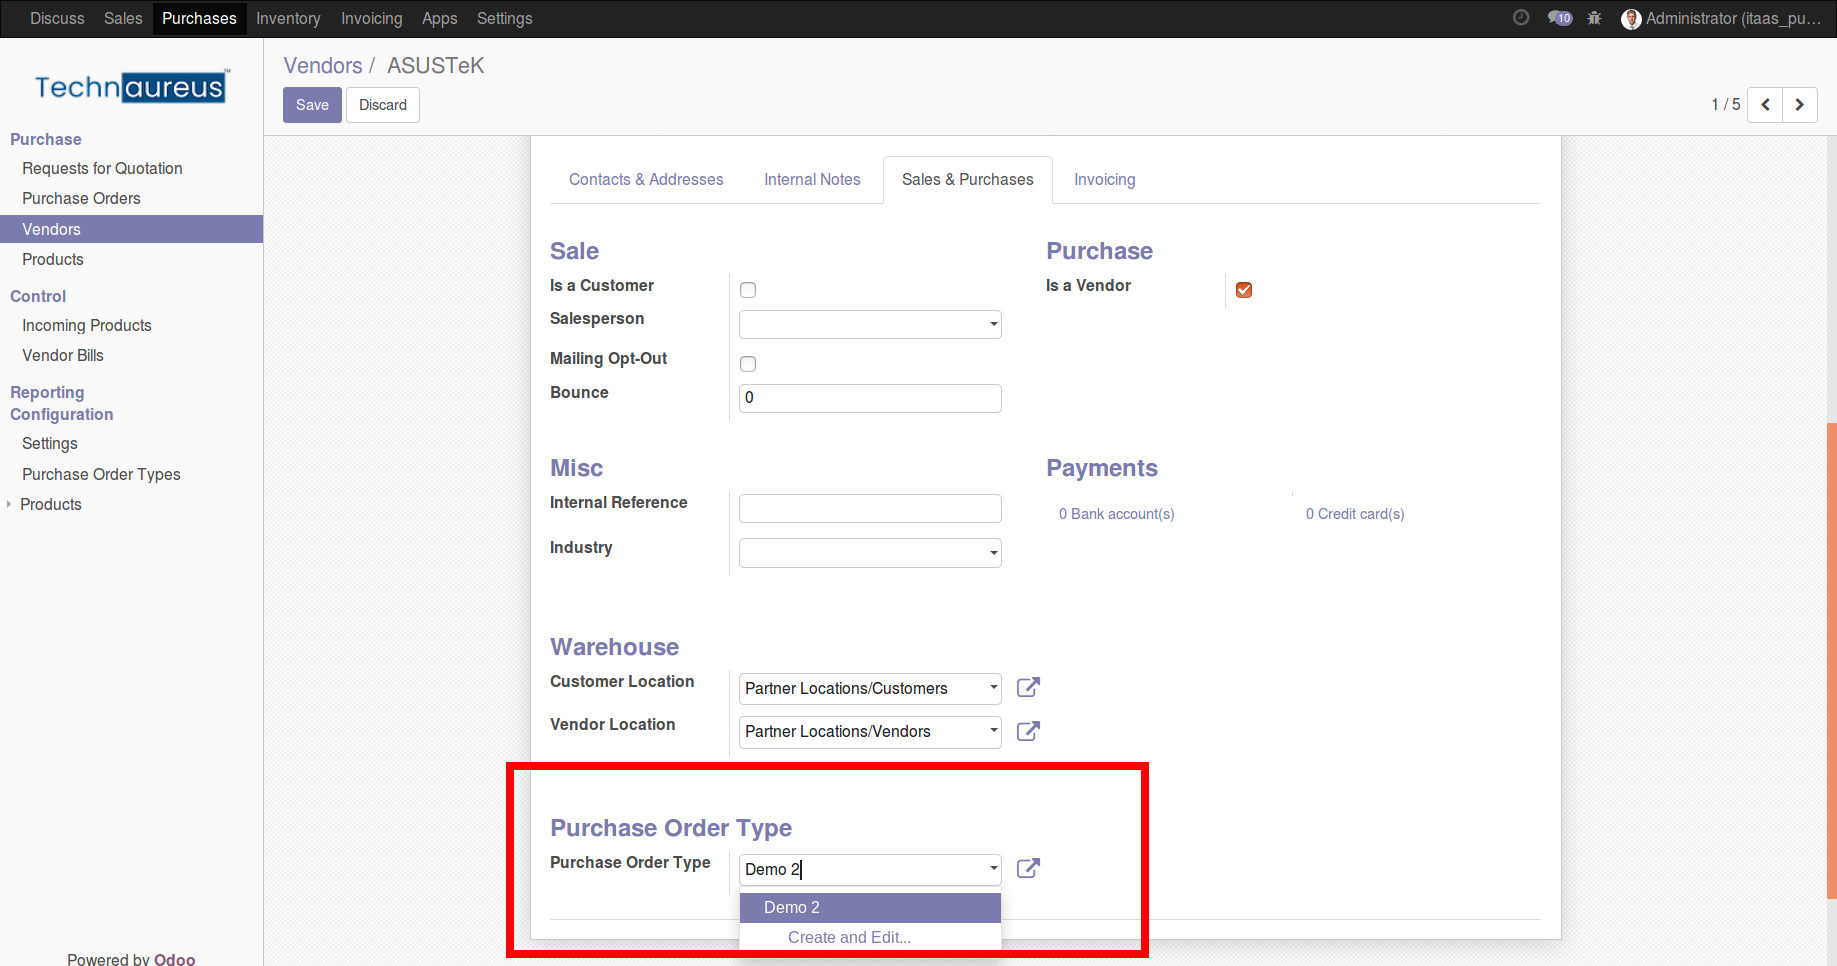 Discuss Sales Purchases Inventory Invoicing Apps Settings 10 Administrator (itaas_pu...
Technaureus™
Vendors / ASUSTeK
Save Discard 1 / 5
Purchase
Requests for Quotation
Purchase Orders
Vendors
Products
Control
Incoming Products
Vendor Bills
Reporting
Configuration
Settings
Purchase Order Types
Products
Powered by Odoo
Contacts & Addresses Internal Notes Sales & Purchases Invoicing
Sale
Is a Customer
Salesperson
Mailing Opt-Out
Bounce 0
Purchase
Is a Vendor
Misc
Internal Reference
Industry
Payments
0 Bank account(s) 0 Credit card(s)
Warehouse
Customer Location Partner Locations/Customers
Vendor Location Partner Locations/Vendors
Purchase Order Type
Purchase Order Type Demo 2
Demo 2
Create and Edit...